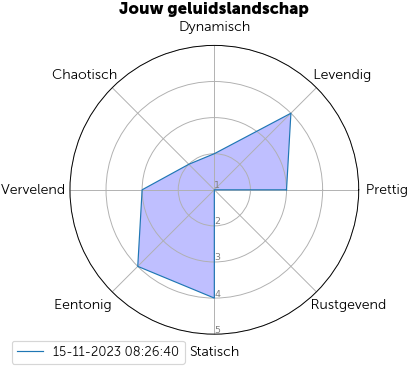 Jouw geluidslandschap
Dynamisch
Chaotisch
Levendig
Vervelend
1
Prettig
2
3
Eentonig
4
Rustgevend
5
15-11-2023 08:26:40
Statisch